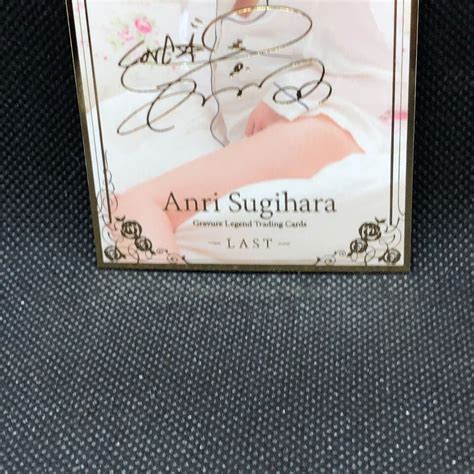 Anri Sugihara
Gravure Legend Trading Cards
— LAST —